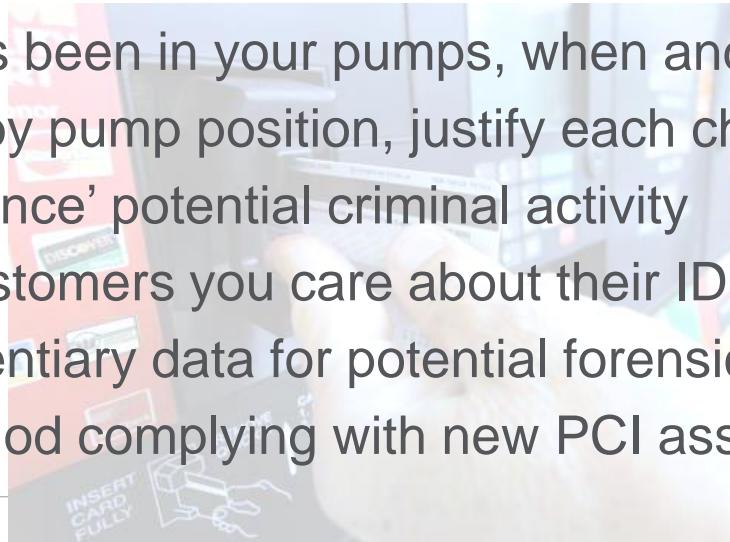 s been in your pumps, when and
by pump position, justify each ch
nce’ potential criminal activity
stomers you care about their ID
entiary data for potential forensic
od complying with new PCI ass
DISCOVER
INSERT
CARD
FULLY